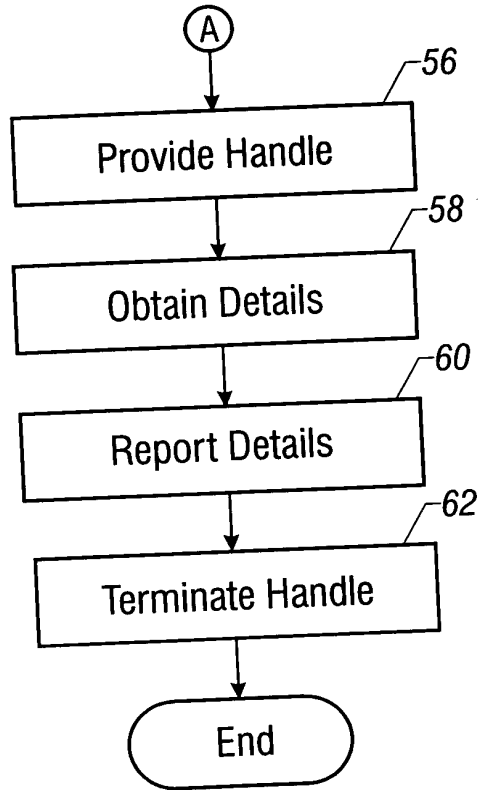 A
56
Provide Handle
58
Obtain Details
60
Report Details
62
Terminate Handle
End